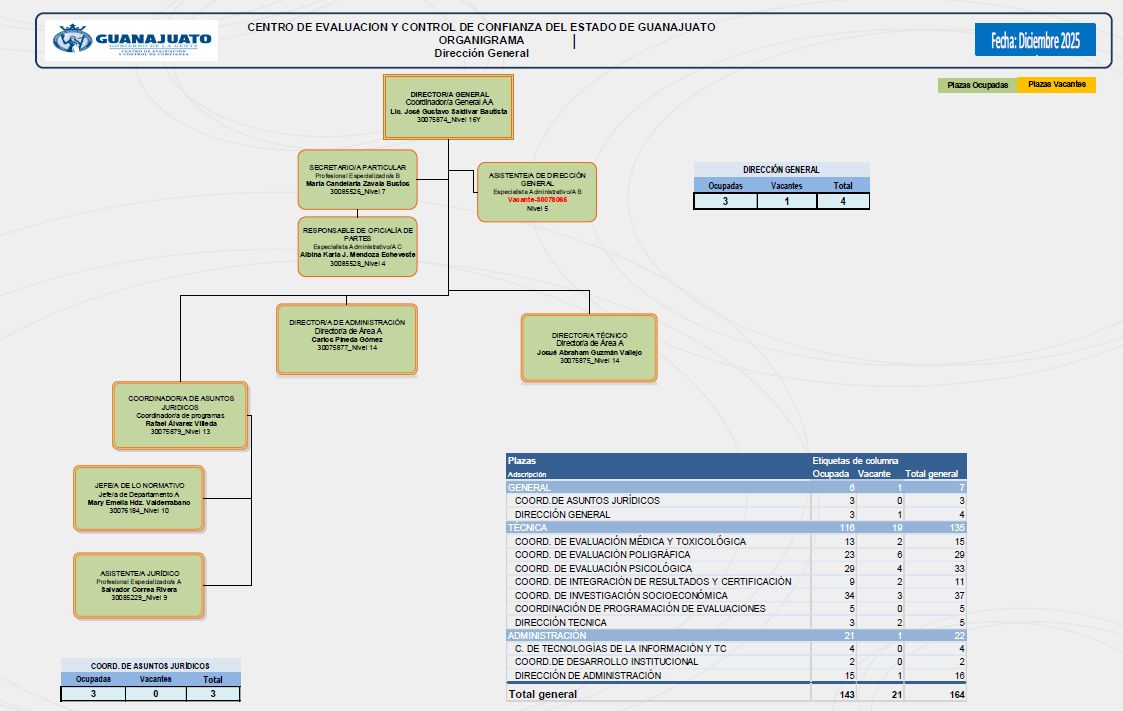 GUANAJUATO
GOBIERNO DE LA GENTE
CENTRO DE EVALUACIÓN
Y CONTROL DE CONFIANZA
CENTRO DE EVALUACION Y CONTROL DE CONFIANZA DEL ESTADO DE GUANAJUATO
ORGANIGRAMA
Dirección General
Fecha: Diciembre 2025
Plazas Ocupadas Plazas Vacantes
DIRECTOR/A GENERAL
Coordinador/a General AA
Lic. José Gustavo Saldivar Bautista
30075874_Nivel 16Y
SECRETARIO/A PARTICULAR
Profesional Especializado/a B
María Candelaria Zavala Bustos
30085526_Nivel 7
ASISTENTE/A DE DIRECCIÓN
GENERAL
Especialista Administrativo/A B
Vacante-30078065
Nivel 5
DIRECCIÓN GENERAL
Ocupadas Vacantes Total
3 1 4
RESPONSABLE DE OFICIALÍA DE
PARTES
Especialista Administrativo/A C
Albina Karla J. Mendoza Echeveste
30085528_Nivel 4
DIRECTOR/A DE ADMINISTRACIÓN
Director/a de Área A
Carlos Pineda Gómez
30075877_Nivel 14
DIRECTOR/A TÉCNICO
Director/a de Área A
Josué Abraham Guzmán Vallejo
30075875_Nivel 14
COORDINADOR/A DE ASUNTOS
JURIDICOS
Coordinador/a de programas
Rafael Álvarez Villeda
30075879_Nivel 13
JEFE/A DE LO NORMATIVO
Jefe/a de Departamento A
Mary Emelia Hdz. Valderrabano
30076184_Nivel 10
ASISTENTE/A JURÍDICO
Profesional Especializado/a A
Salvador Correa Rivera
30085229_Nivel 9
COORD. DE ASUNTOS JURÍDICOS
Ocupadas Vacantes Total
3 0 3
Plazas Etiquetas de columna
Adscripción Ocupada Vacante Total general
GENERAL 6 1 7
COORD.DE ASUNTOS JURÍDICOS 3 0 3
DIRECCIÓN GENERAL 3 1 4
TÉCNICA 116 19 135
COORD. DE EVALUACIÓN MÉDICA Y TOXICOLÓGICA 13 2 15
COORD. DE EVALUACIÓN POLIGRÁFICA 23 6 29
COORD. DE EVALUACIÓN PSICOLÓGICA 29 4 33
COORD. DE INTEGRACIÓN DE RESULTADOS Y CERTIFICACIÓN 9 2 11
COORD. DE INVESTIGACIÓN SOCIOECONÓMICA 34 3 37
COORDINACIÓN DE PROGRAMACIÓN DE EVALUACIONES 5 0 5
DIRECCIÓN TECNICA 3 2 5
ADMINISTRACIÓN 21 1 22
C. DE TECNOLOGÍAS DE LA INFORMACIÓN Y TC 4 0 4
COORD.DE DESARROLLO INSTITUCIONAL 2 0 2
DIRECCIÓN DE ADMINISTRACIÓN 15 1 16
Total general 143 21 164